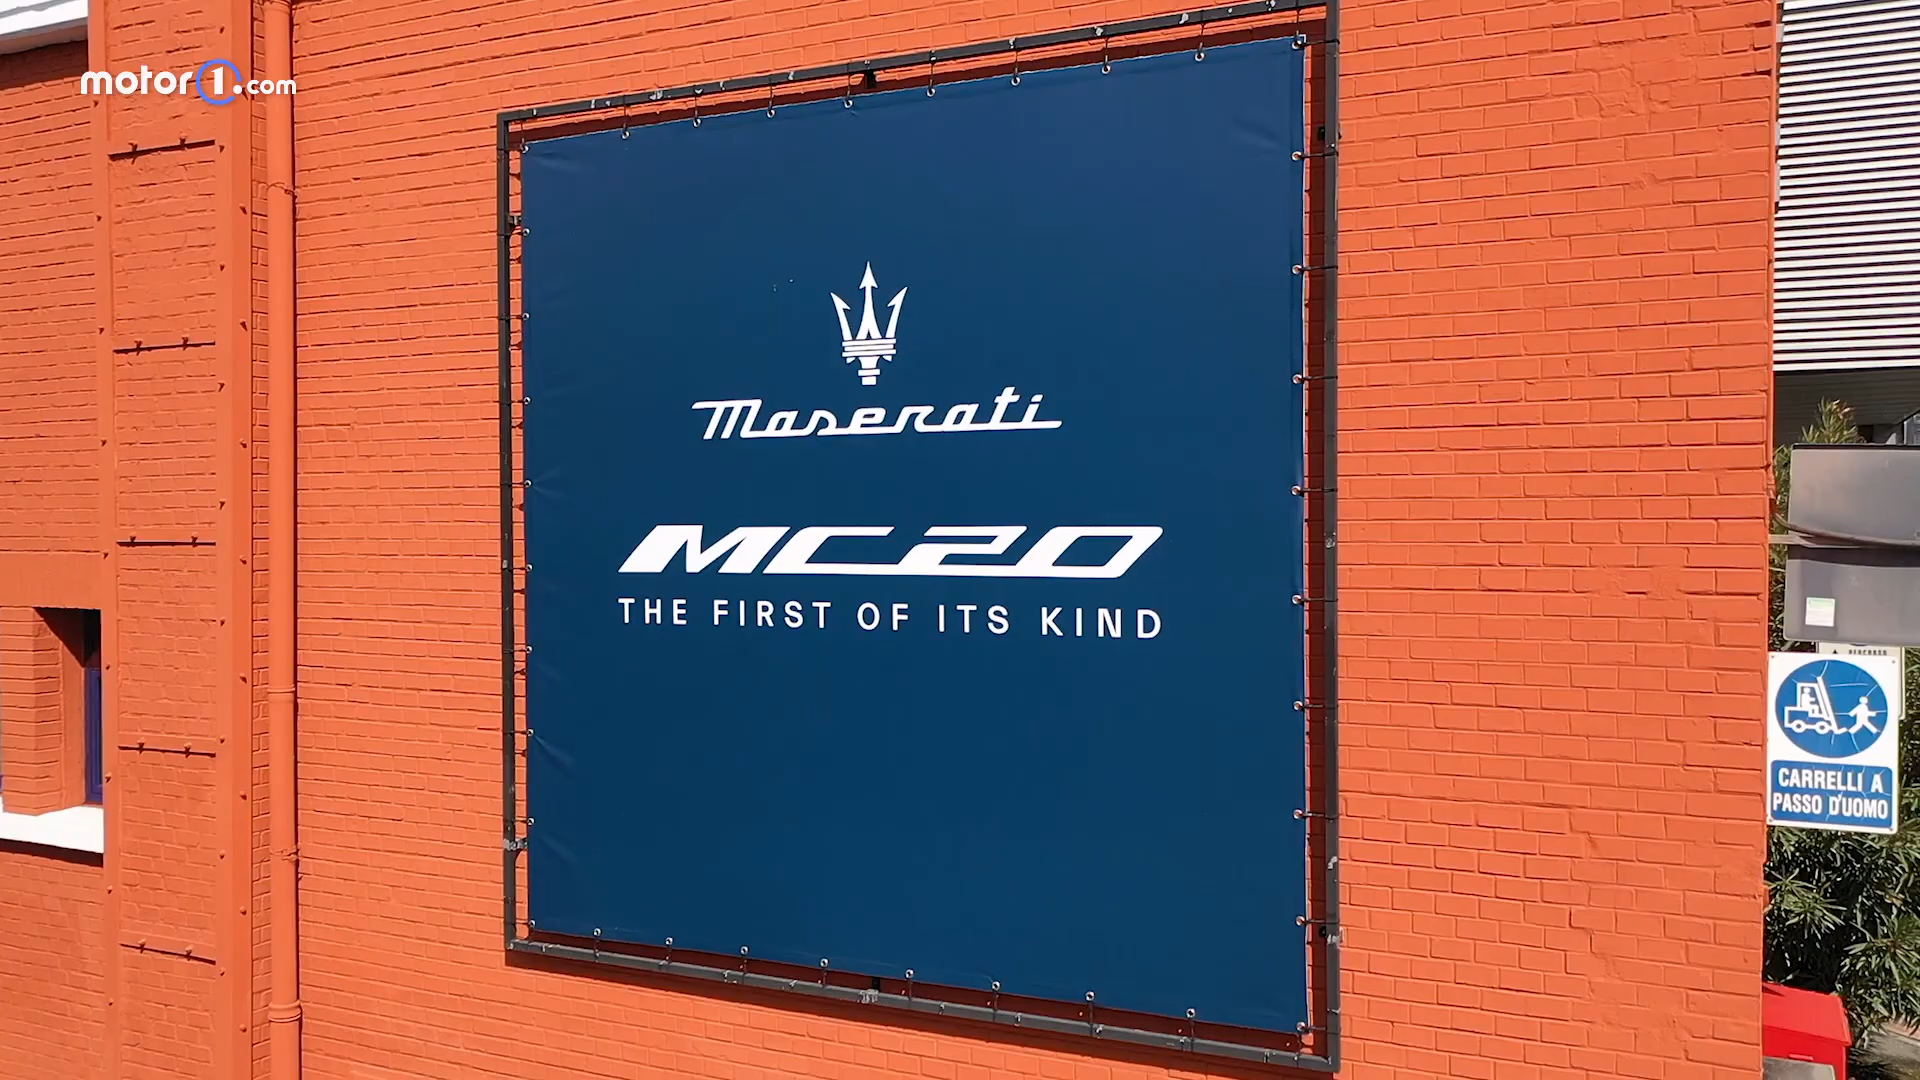 motor1.com
Maserati
MC20
THE FIRST OF ITS KIND
CARRELLI A
PASSO D'UOMO